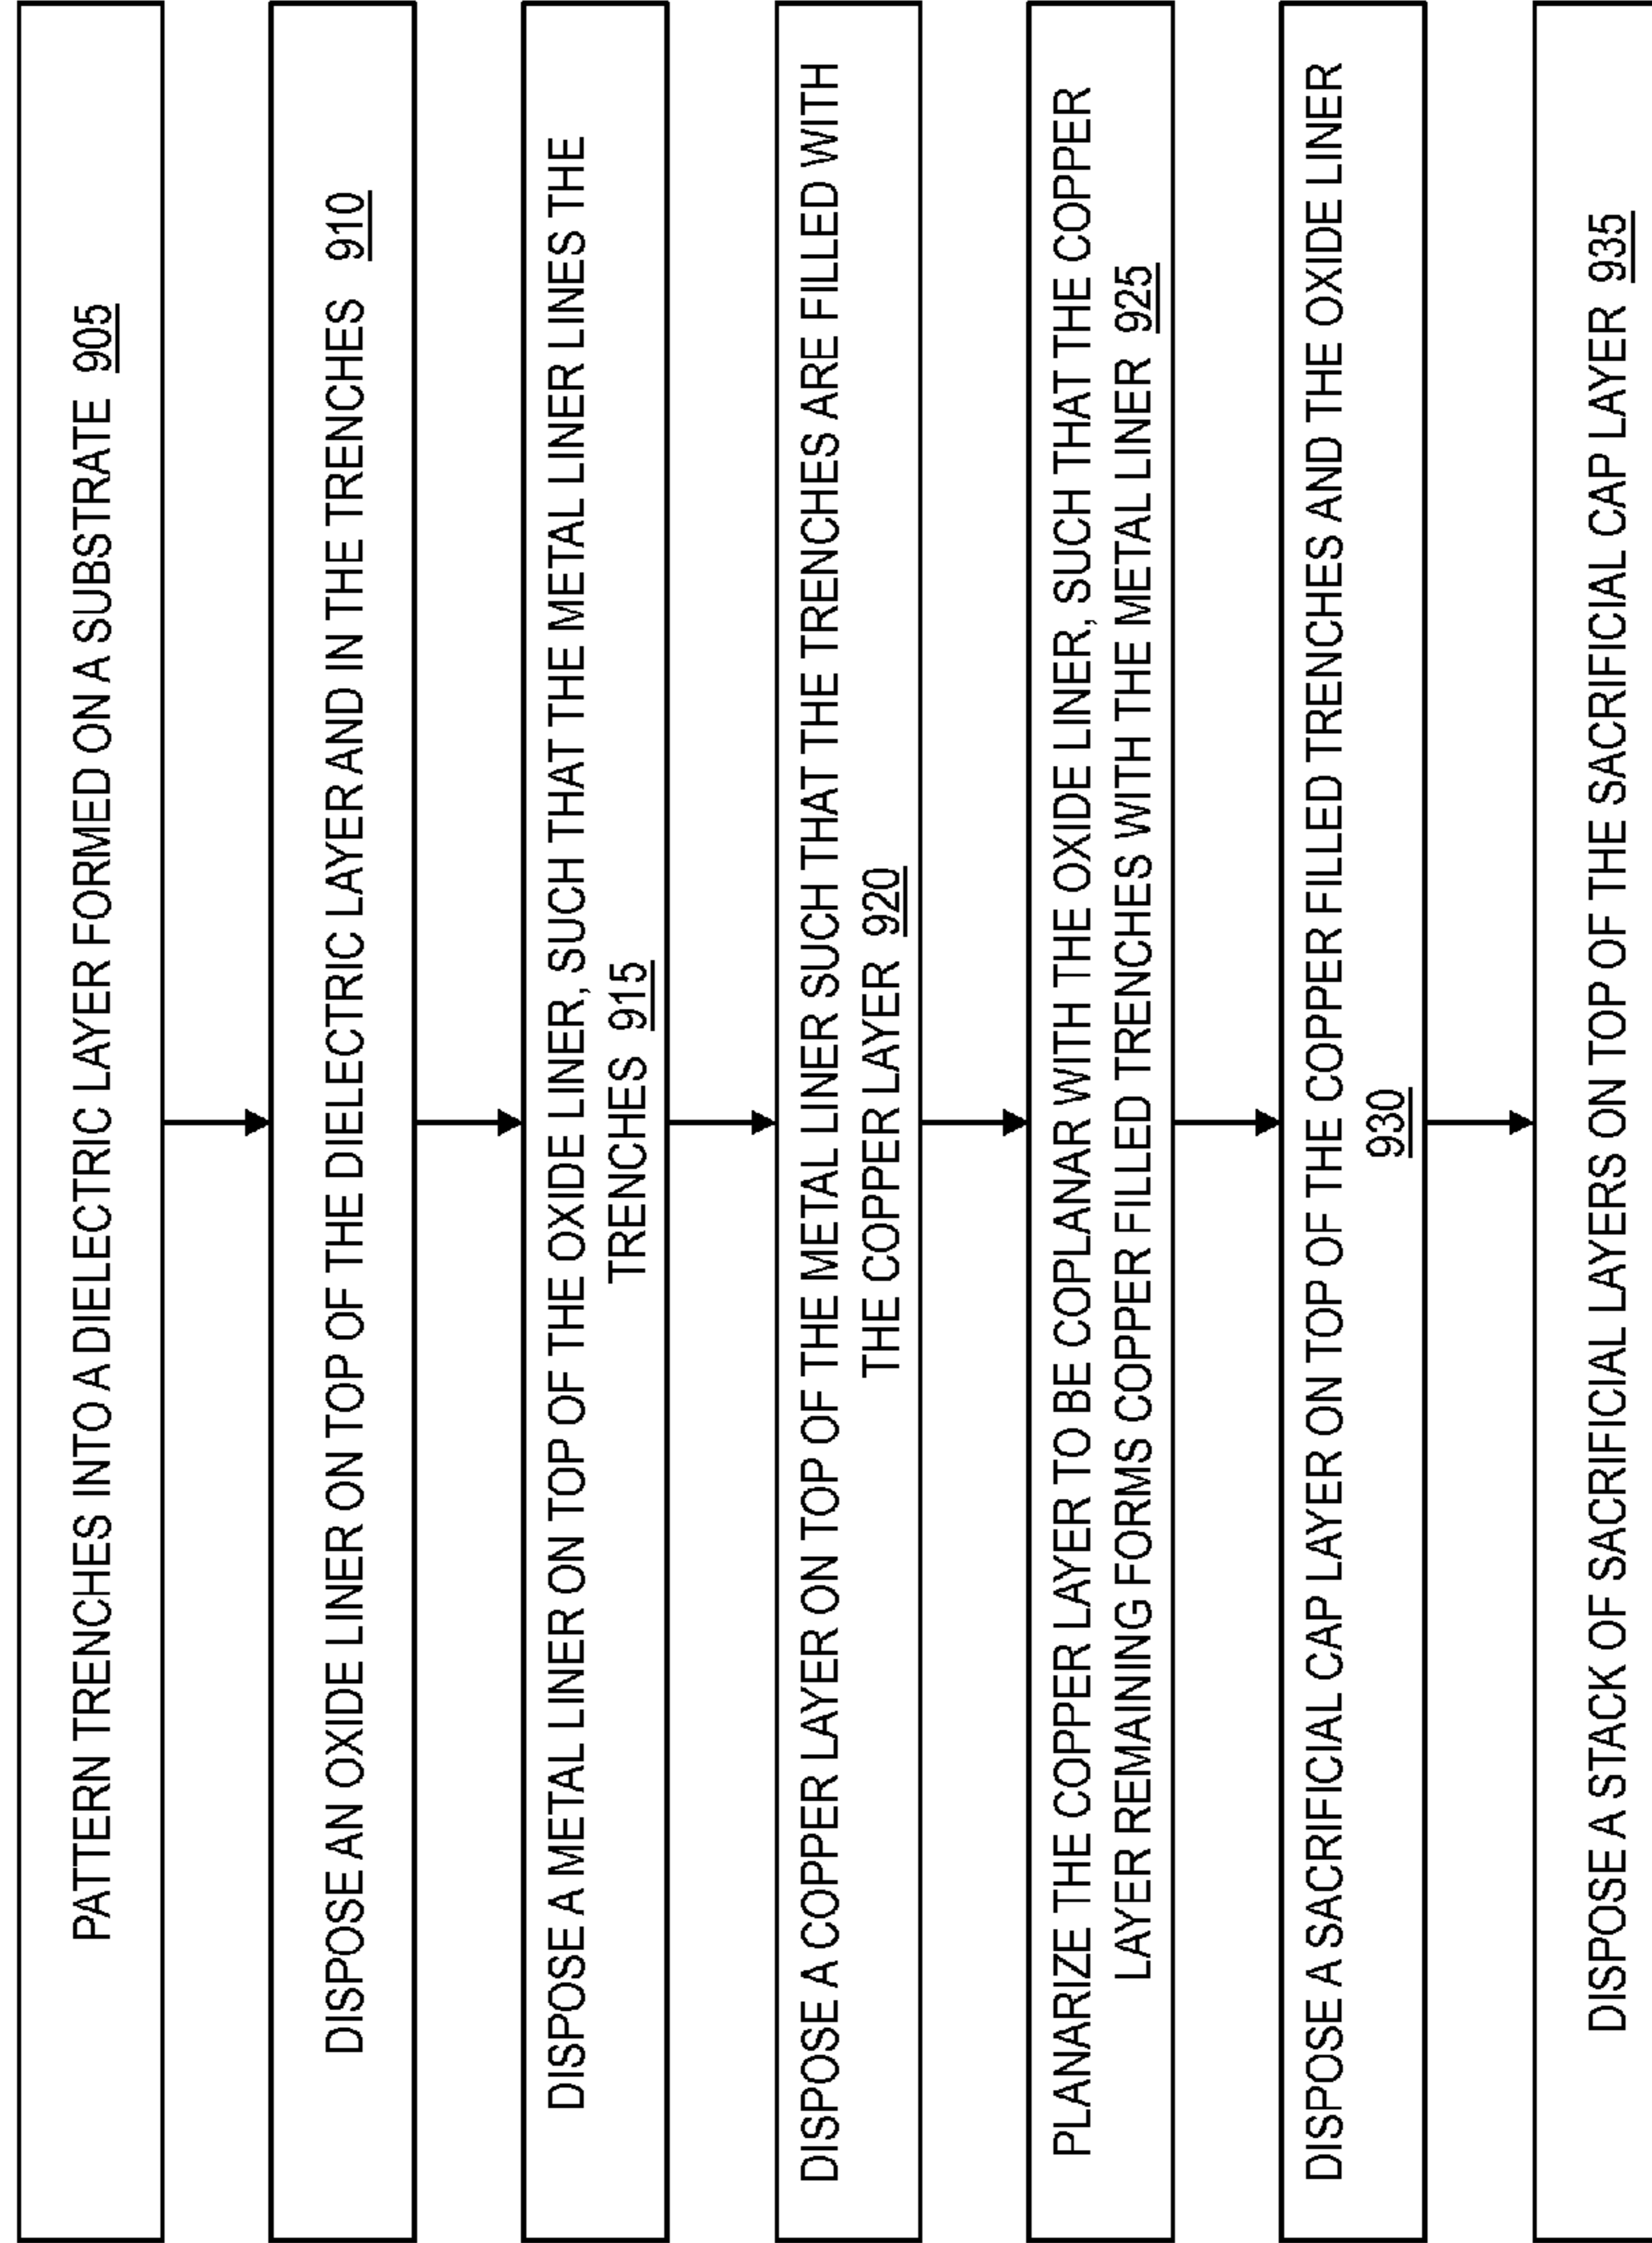 PATTERN TRENCHES INTO A DIELECTRIC LAYER FORMED ON A SUBSTRATE 905
DISPOSE AN OXIDE LINER ON TOP OF THE DIELECTRIC LAYER AND IN THE TRENCHES 910
DISPOSE A METAL LINER ON TOP OF THE OXIDE LINER, SUCH THAT THE METAL LINER LINES THE
TRENCHES 915
DISPOSE A COPPER LAYER ON TOP OF THE METAL LINER SUCH THAT THE TRENCHES ARE FILLED WITH
THE COPPER LAYER 920
PLANARIZE THE COPPER LAYER TO BE COPLANAR WITH THE OXIDE LINER, SUCH THAT THE COPPER
LAYER REMAINING FORMS COPPER FILLED TRENCHES WITH THE METAL LINER 925
DISPOSE A SACRIFICIAL CAP LAYER ON TOP OF THE COPPER FILLED TRENCHES AND THE OXIDE LINER
930
DISPOSE A STACK OF SACRIFICIAL LAYERS ON TOP OF THE SACRIFICIAL CAP LAYER 935